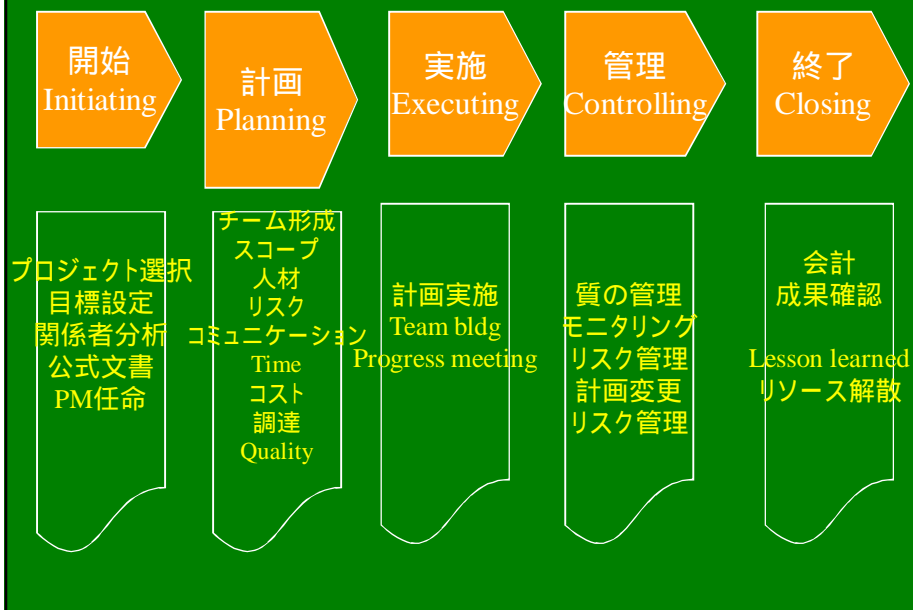 開始
Initiating
計画
Planning
実施
Executing
管理
Controlling
終了
Closing
プロジェクト選択
目標設定
関係者分析
公式文書
PM任命
チーム形成
スコープ
人材
リスク
コミュニケーション
Time
コスト
調達
Quality
計画実施
Team bldg
Progress meeting
質の管理
モニタリング
リスク管理
計画変更
リスク管理
会計
成果確認
Lesson learned
リソース解散